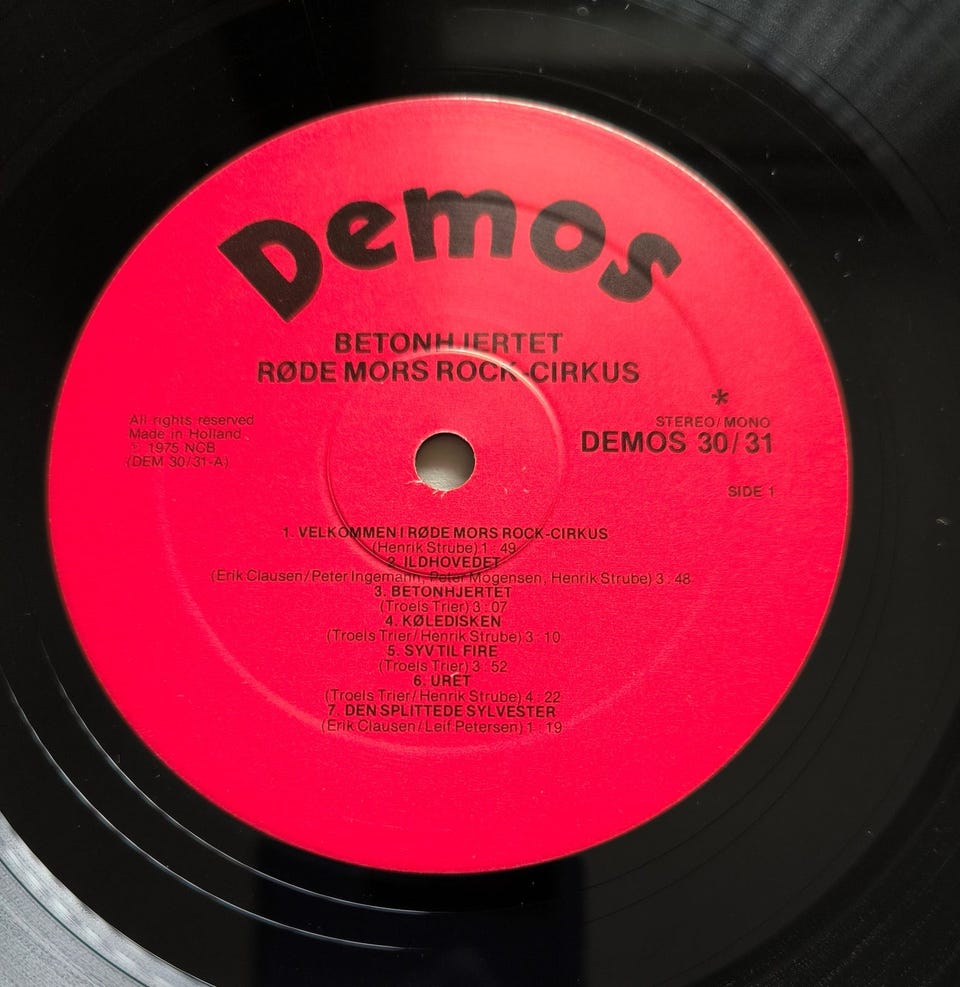 Demos
BETONHJERTET
RØDE MORS ROCK-CIRKUS
All rights reserved
Made in Holland
℗ 1975 NCB
(DEM 30/31-A)
*
STEREO/MONO
DEMOS 30/31
SIDE 1
1. VELKOMMEN I RØDE MORS ROCK-CIRKUS
(Henrik Strube) 1 : 49
2. ILDHOVEDET
(Erik Clausen/Peter Ingemann, Peter Mogensen, Henrik Strube) 3 : 48
3. BETONHJERTET
(Troels Trier) 3 : 07
4. KØLEDISKEN
(Troels Trier/Henrik Strube) 3 : 10
5. SYV TIL FIRE
(Troels Trier) 3 : 52
6. URET
(Troels Trier/Henrik Strube) 4 : 22
7. DEN SPLITTEDE SYLVESTER
(Erik Clausen/Leif Petersen) 1 : 19